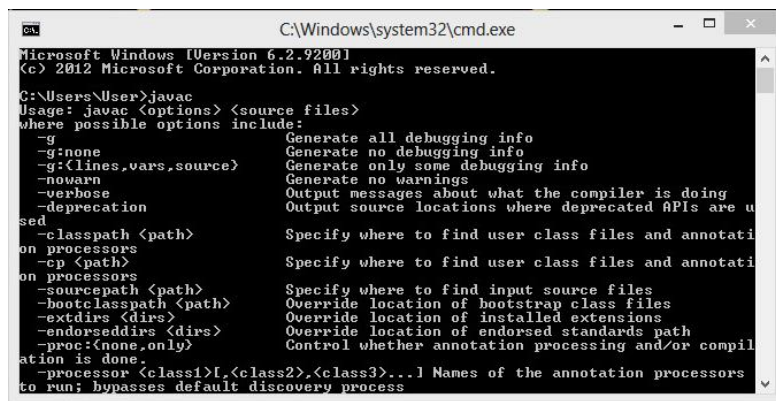 C:\Windows\system32\cmd.exe
Microsoft Windows [Version 6.2.9200]
(c) 2012 Microsoft Corporation. All rights reserved.
C:\Users\User>javac
Usage: javac <options> <source files>
where possible options include:
-g Generate all debugging info
-g:none Generate no debugging info
-g:{lines,vars,source} Generate only some debugging info
-nowarn Generate no warnings
-verbose Output messages about what the compiler is doing
-deprecation Output source locations where deprecated APIs are u
sed
-classpath <path> Specify where to find user class files and annotati
on processors
-cp <path> Specify where to find user class files and annotati
on processors
-sourcepath <path> Specify where to find input source files
-bootclasspath <path> Override location of bootstrap class files
-extdirs <dirs> Override location of installed extensions
-endorseddirs <dirs> Override location of endorsed standards path
-proc:{none,only} Control whether annotation processing and/or compil
ation is done.
-processor <class1>[,<class2>,<class3>...] Names of the annotation processors
to run; bypasses default discovery process